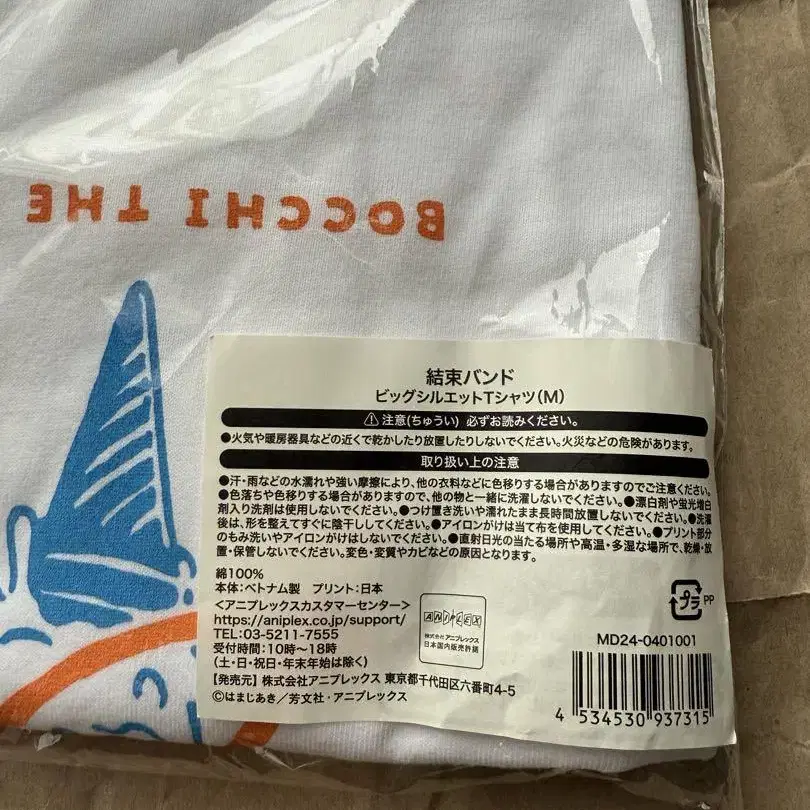 BOCCHI THE
結束バンド
ビッグシルエットTシャツ(M)
⚠注意(ちゅうい) 必ずお読みください。
●火気や暖房器具などの近くで乾かしたり放置したりしないでください。火災などの危険があります。
取り扱い上の注意
●汗・雨などの水濡れや強い摩擦により、他の衣料などに色移りする場合がありますのでご注意ください。
●色落ちや色移りする場合がありますので、他の物と一緒に洗濯しないでください。●漂白剤や蛍光増白
剤入り洗剤は使用しないでください。●つけ置き洗いや濡れたまま長時間放置しないでください。●洗濯
後は、形を整えてすぐに陰干ししてください。●アイロンがけは当て布を使用してください。●プリント部分
のもみ洗いやアイロンがけはしないでください。●直射日光の当たる場所や高温・多湿な場所で、乾燥・放
置・保管しないでください。変色・変質やカビなどの原因となります。
綿100%
本体:ベトナム製 プリント:日本
<アニプレックスカスタマーセンター>
https://aniplex.co.jp/support/
TEL:03-5211-7555
受付時間:10時〜18時
(土・日・祝日・年末年始は除く)
【発売元】株式会社アニプレックス 東京都千代田区六番町4-5
©はまじあき/芳文社・アニプレックス
ANIPLEX
株式会社アニプレックス
日本国内販売許諾
プラ PP
MD24-0401001
4 534530 937315